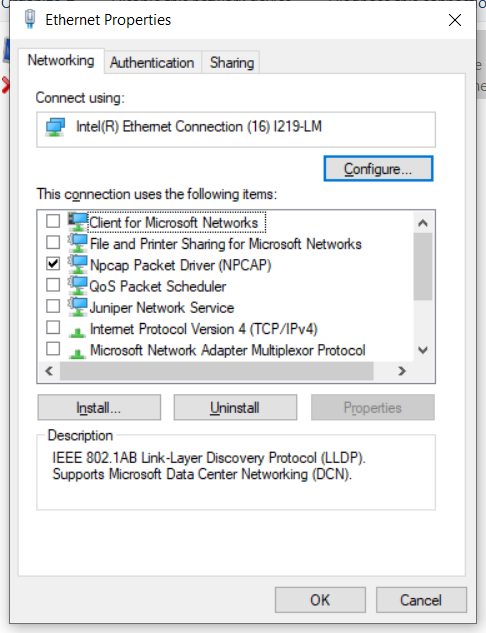 Ethernet Properties
Networking
Authentication
Sharing
Connect using:
Intel(R) Ethernet Connection (16) I219-LM
Configure...
This connection uses the following items:
Client for Microsoft Networks
File and Printer Sharing for Microsoft Networks
Npcap Packet Driver (NPCAP)
QoS Packet Scheduler
Juniper Network Service
Internet Protocol Version 4 (TCP/IPv4)
Microsoft Network Adapter Multiplexor Protocol
Install...
Uninstall
Properties
Description
IEEE 802.1AB Link-Layer Discovery Protocol (LLDP).
Supports Microsoft Data Center Networking (DCN).
OK
Cancel